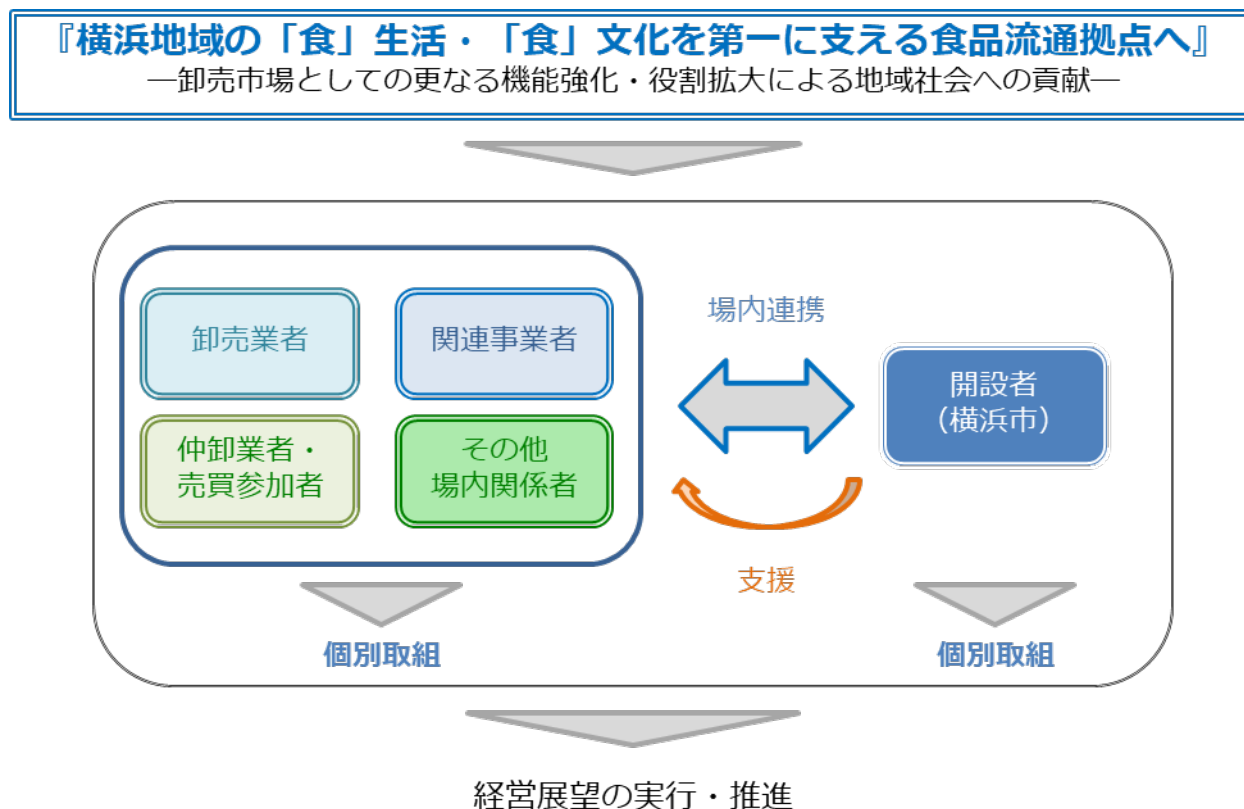 『横浜地域の「食」生活・「食」文化を第一に支える食品流通拠点へ』
―卸売市場としての更なる機能強化・役割拡大による地域社会への貢献―
卸売業者
関連事業者
仲卸業者・
売買参加者
その他
場内関係者
場内連携
開設者
（横浜市）
支援
個別取組
個別取組
経営展望の実行・推進